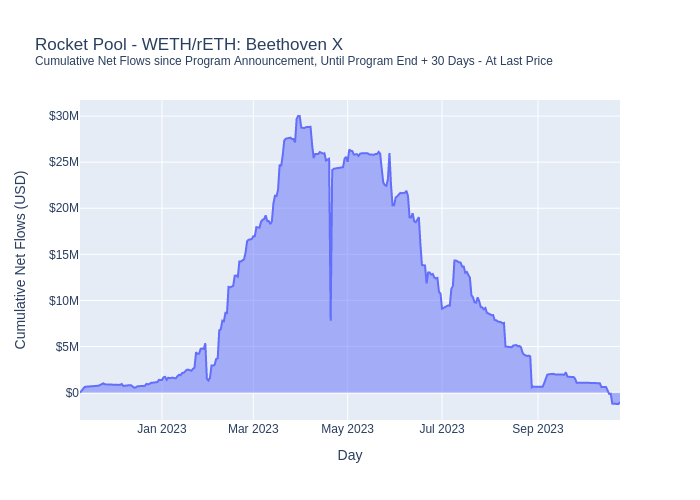 Rocket Pool - WETH/rETH: Beethoven X
Cumulative Net Flows since Program Announcement, Until Program End + 30 Days - At Last Price
$30M
$25M
$20M
$15M
$10M
$5M
$0
Cumulative Net Flows (USD)
Jan 2023
Mar 2023
May 2023
Jul 2023
Sep 2023
Day